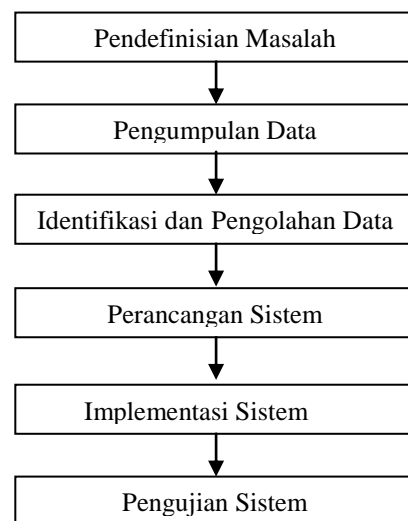 Pendefinisian Masalah
Pengumpulan Data
Identifikasi dan Pengolahan Data
Perancangan Sistem
Implementasi Sistem
Pengujian Sistem